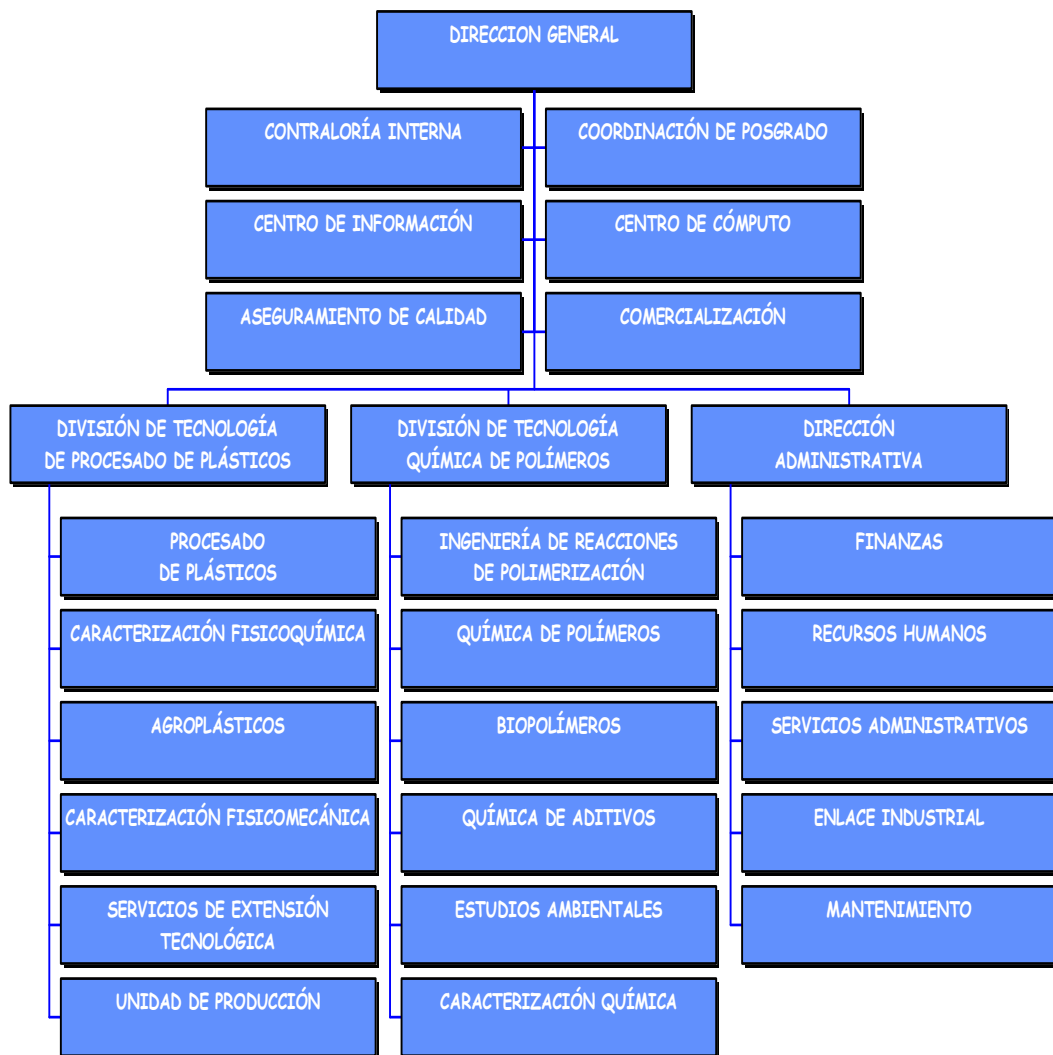 DIRECCION GENERAL
CONTRALORÍA INTERNA
COORDINACIÓN DE POSGRADO
CENTRO DE INFORMACIÓN
CENTRO DE CÓMPUTO
ASEGURAMIENTO DE CALIDAD
COMERCIALIZACIÓN
DIVISIÓN DE TECNOLOGÍA
DE PROCESADO DE PLÁSTICOS
DIVISIÓN DE TECNOLOGÍA
QUÍMICA DE POLÍMEROS
DIRECCIÓN
ADMINISTRATIVA
PROCESADO
DE PLÁSTICOS
CARACTERIZACIÓN FISICOQUÍMICA
AGROPLÁSTICOS
CARACTERIZACIÓN FISICOMECÁNICA
SERVICIOS DE EXTENSIÓN
TECNOLÓGICA
UNIDAD DE PRODUCCIÓN
INGENIERÍA DE REACCIONES
DE POLIMERIZACIÓN
QUÍMICA DE POLÍMEROS
BIOPOLÍMEROS
QUÍMICA DE ADITIVOS
ESTUDIOS AMBIENTALES
CARACTERIZACIÓN QUÍMICA
FINANZAS
RECURSOS HUMANOS
SERVICIOS ADMINISTRATIVOS
ENLACE INDUSTRIAL
MANTENIMIENTO